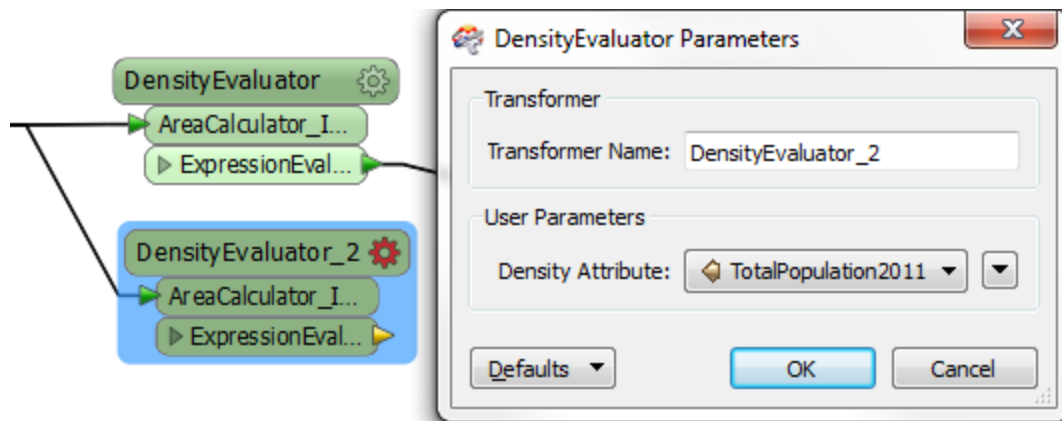 DensityEvaluator
AreaCalculator_I...
ExpressionEval...
DensityEvaluator_2
AreaCalculator_I...
ExpressionEval...
DensityEvaluator Parameters
Transformer
Transformer Name: DensityEvaluator_2
User Parameters
Density Attribute: TotalPopulation2011
Defaults OK Cancel